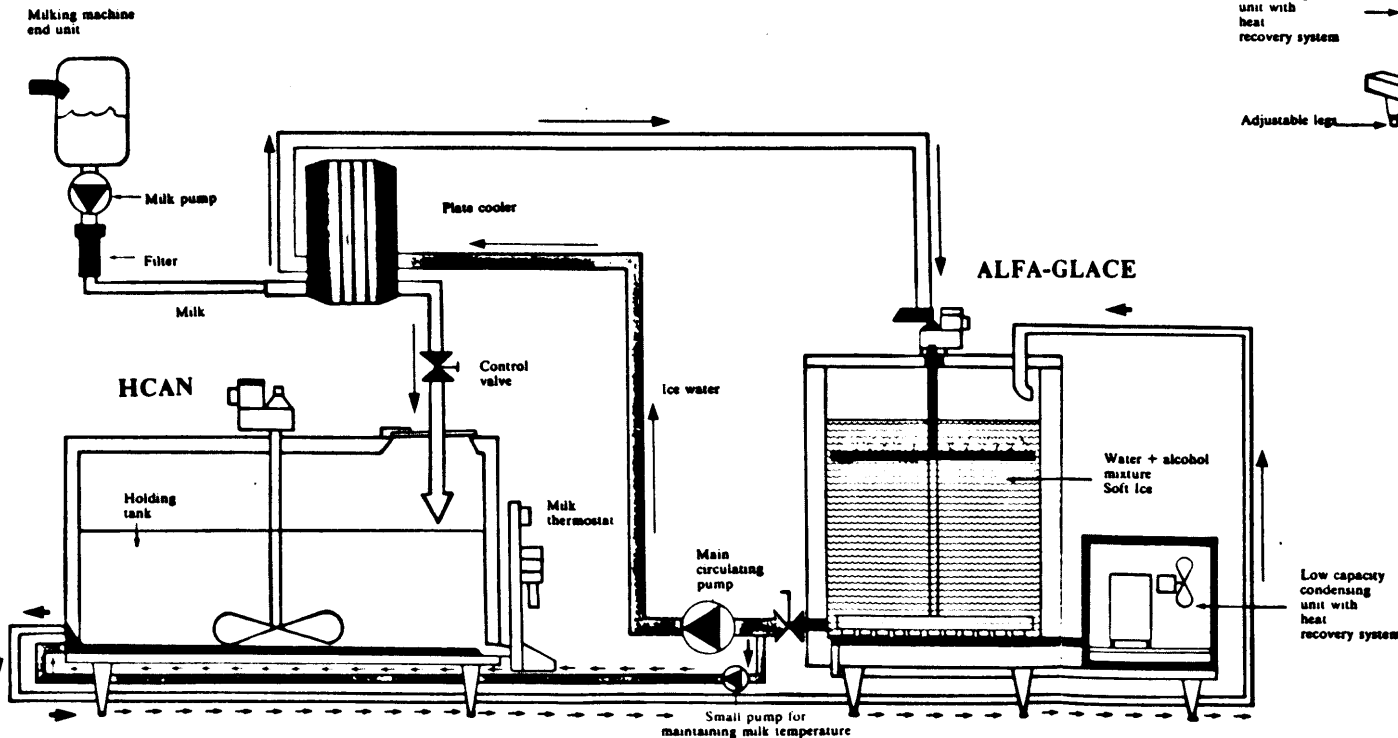 Milking machine
end unit
unit with
heat
recovery system
Adjustable legs
Milk pump
Filter
Milk
Plate cooler
ALFA-GLACE
HCAN
Control
valve
Ice water
Holding
tank
Milk
thermostat
Water + alcohol
mixture
Soft Ice
Main
circulating
pump
Low capacity
condensing
unit with
heat
recovery system
Small pump for
maintaining milk temperature